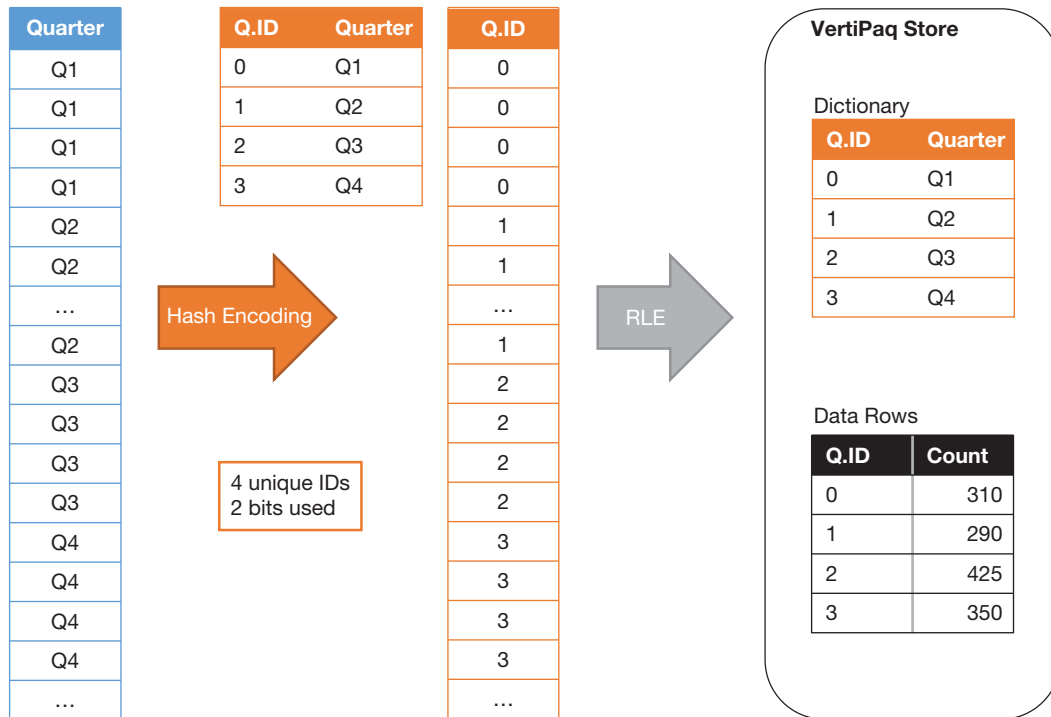 Quarter
Q1
Q1
Q1
Q1
Q2
Q2
…
Q2
Q3
Q3
Q3
Q3
Q4
Q4
Q4
Q4
…
Q.ID Quarter
0 Q1
1 Q2
2 Q3
3 Q4
Hash Encoding
4 unique IDs
2 bits used
Q.ID
0
0
0
0
1
1
…
1
2
2
2
2
3
3
3
3
…
RLE
VertiPaq Store
Dictionary
Q.ID Quarter
0 Q1
1 Q2
2 Q3
3 Q4
Data Rows
Q.ID Count
0 310
1 290
2 425
3 350